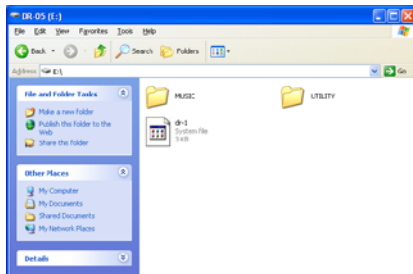 DR-05 (E:)
File Edit View Favorites Tools Help
Back Search Folders
Address E:\ Go
File and Folder Tasks
Make a new folder
Publish this folder to the
Web
Share this folder
Other Places
My Computer
My Documents
Shared Documents
My Network Places
Details
MUSIC UTILITY
dr-1
System file